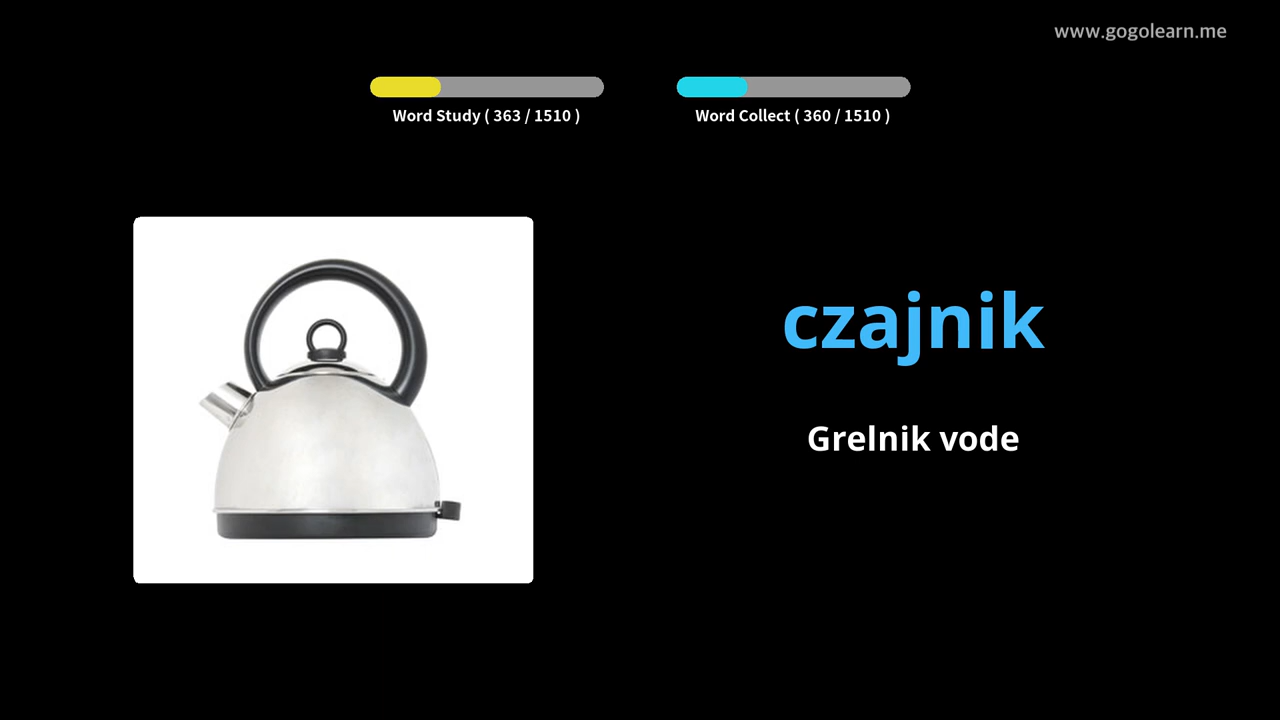 www.gogolearn.me
Word Study ( 363 / 1510 )
Word Collect ( 360 / 1510 )
czajnik
Grelnik vode